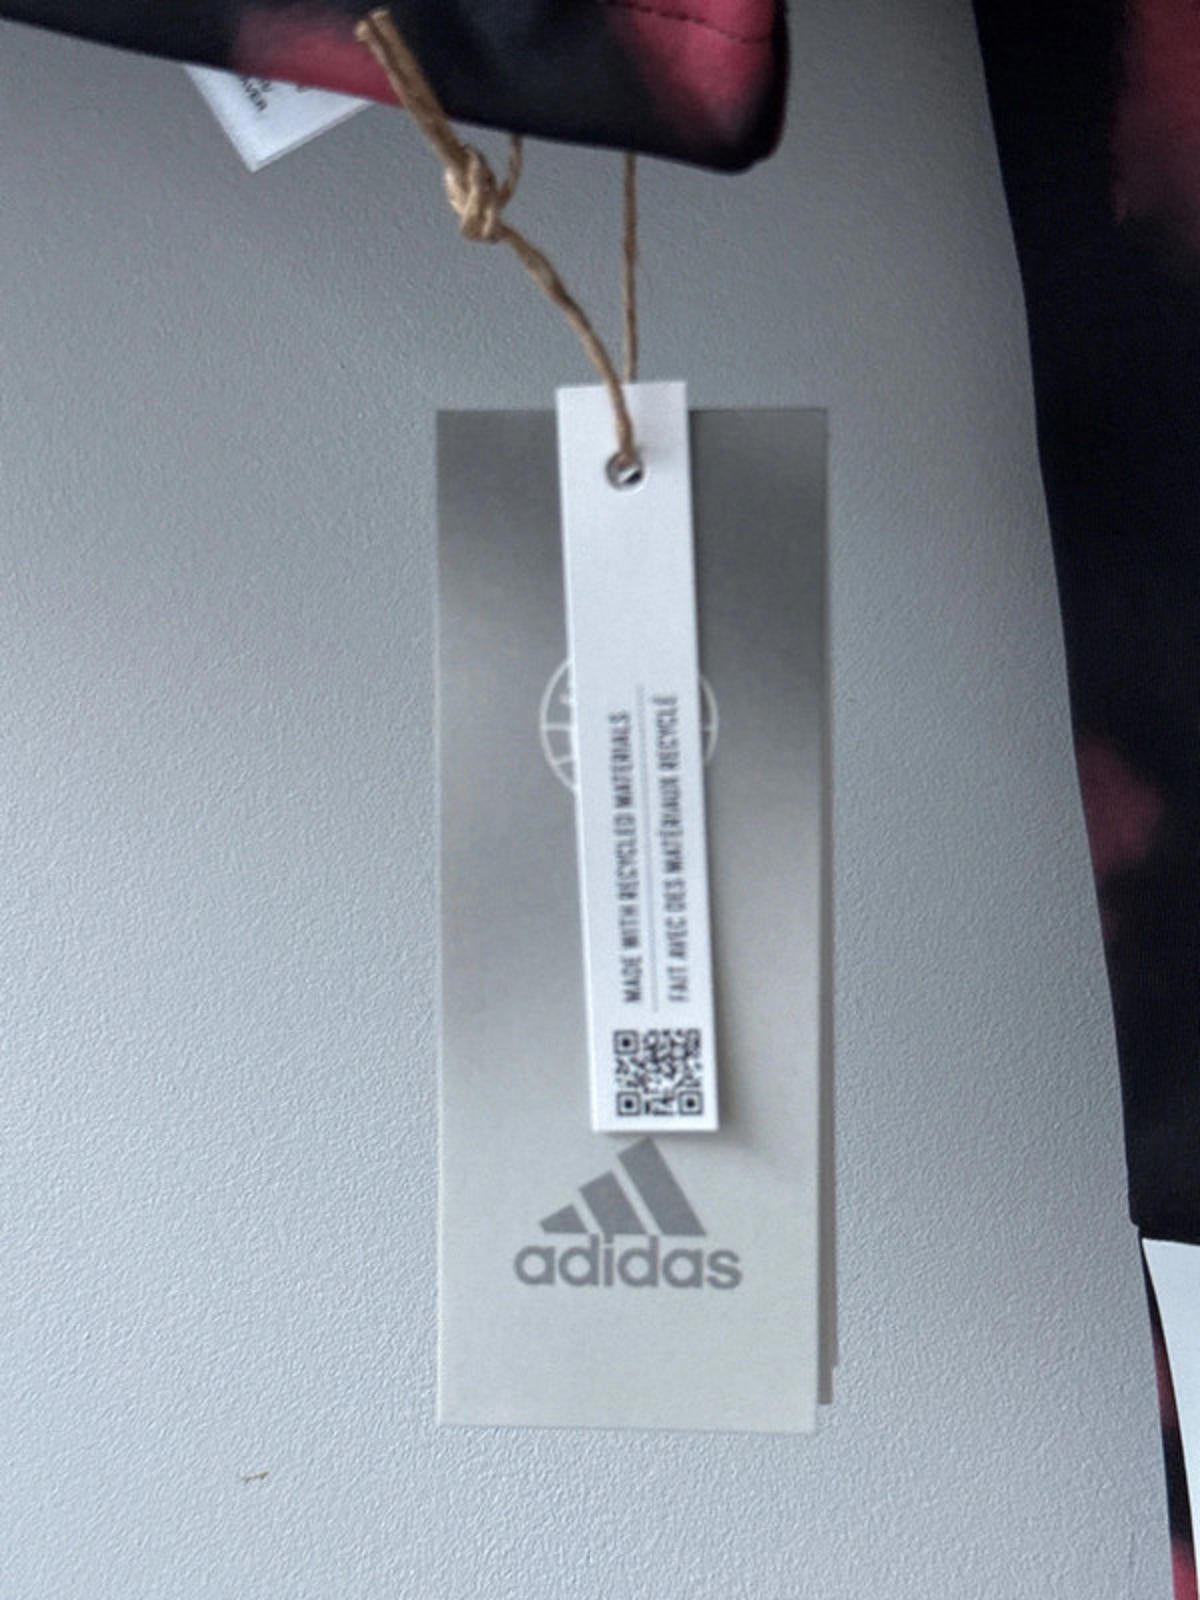 MADE WITH RECYCLED MATERIALS
FAIT AVEC DES MATÉRIAUX RECYCLÉ
adidas